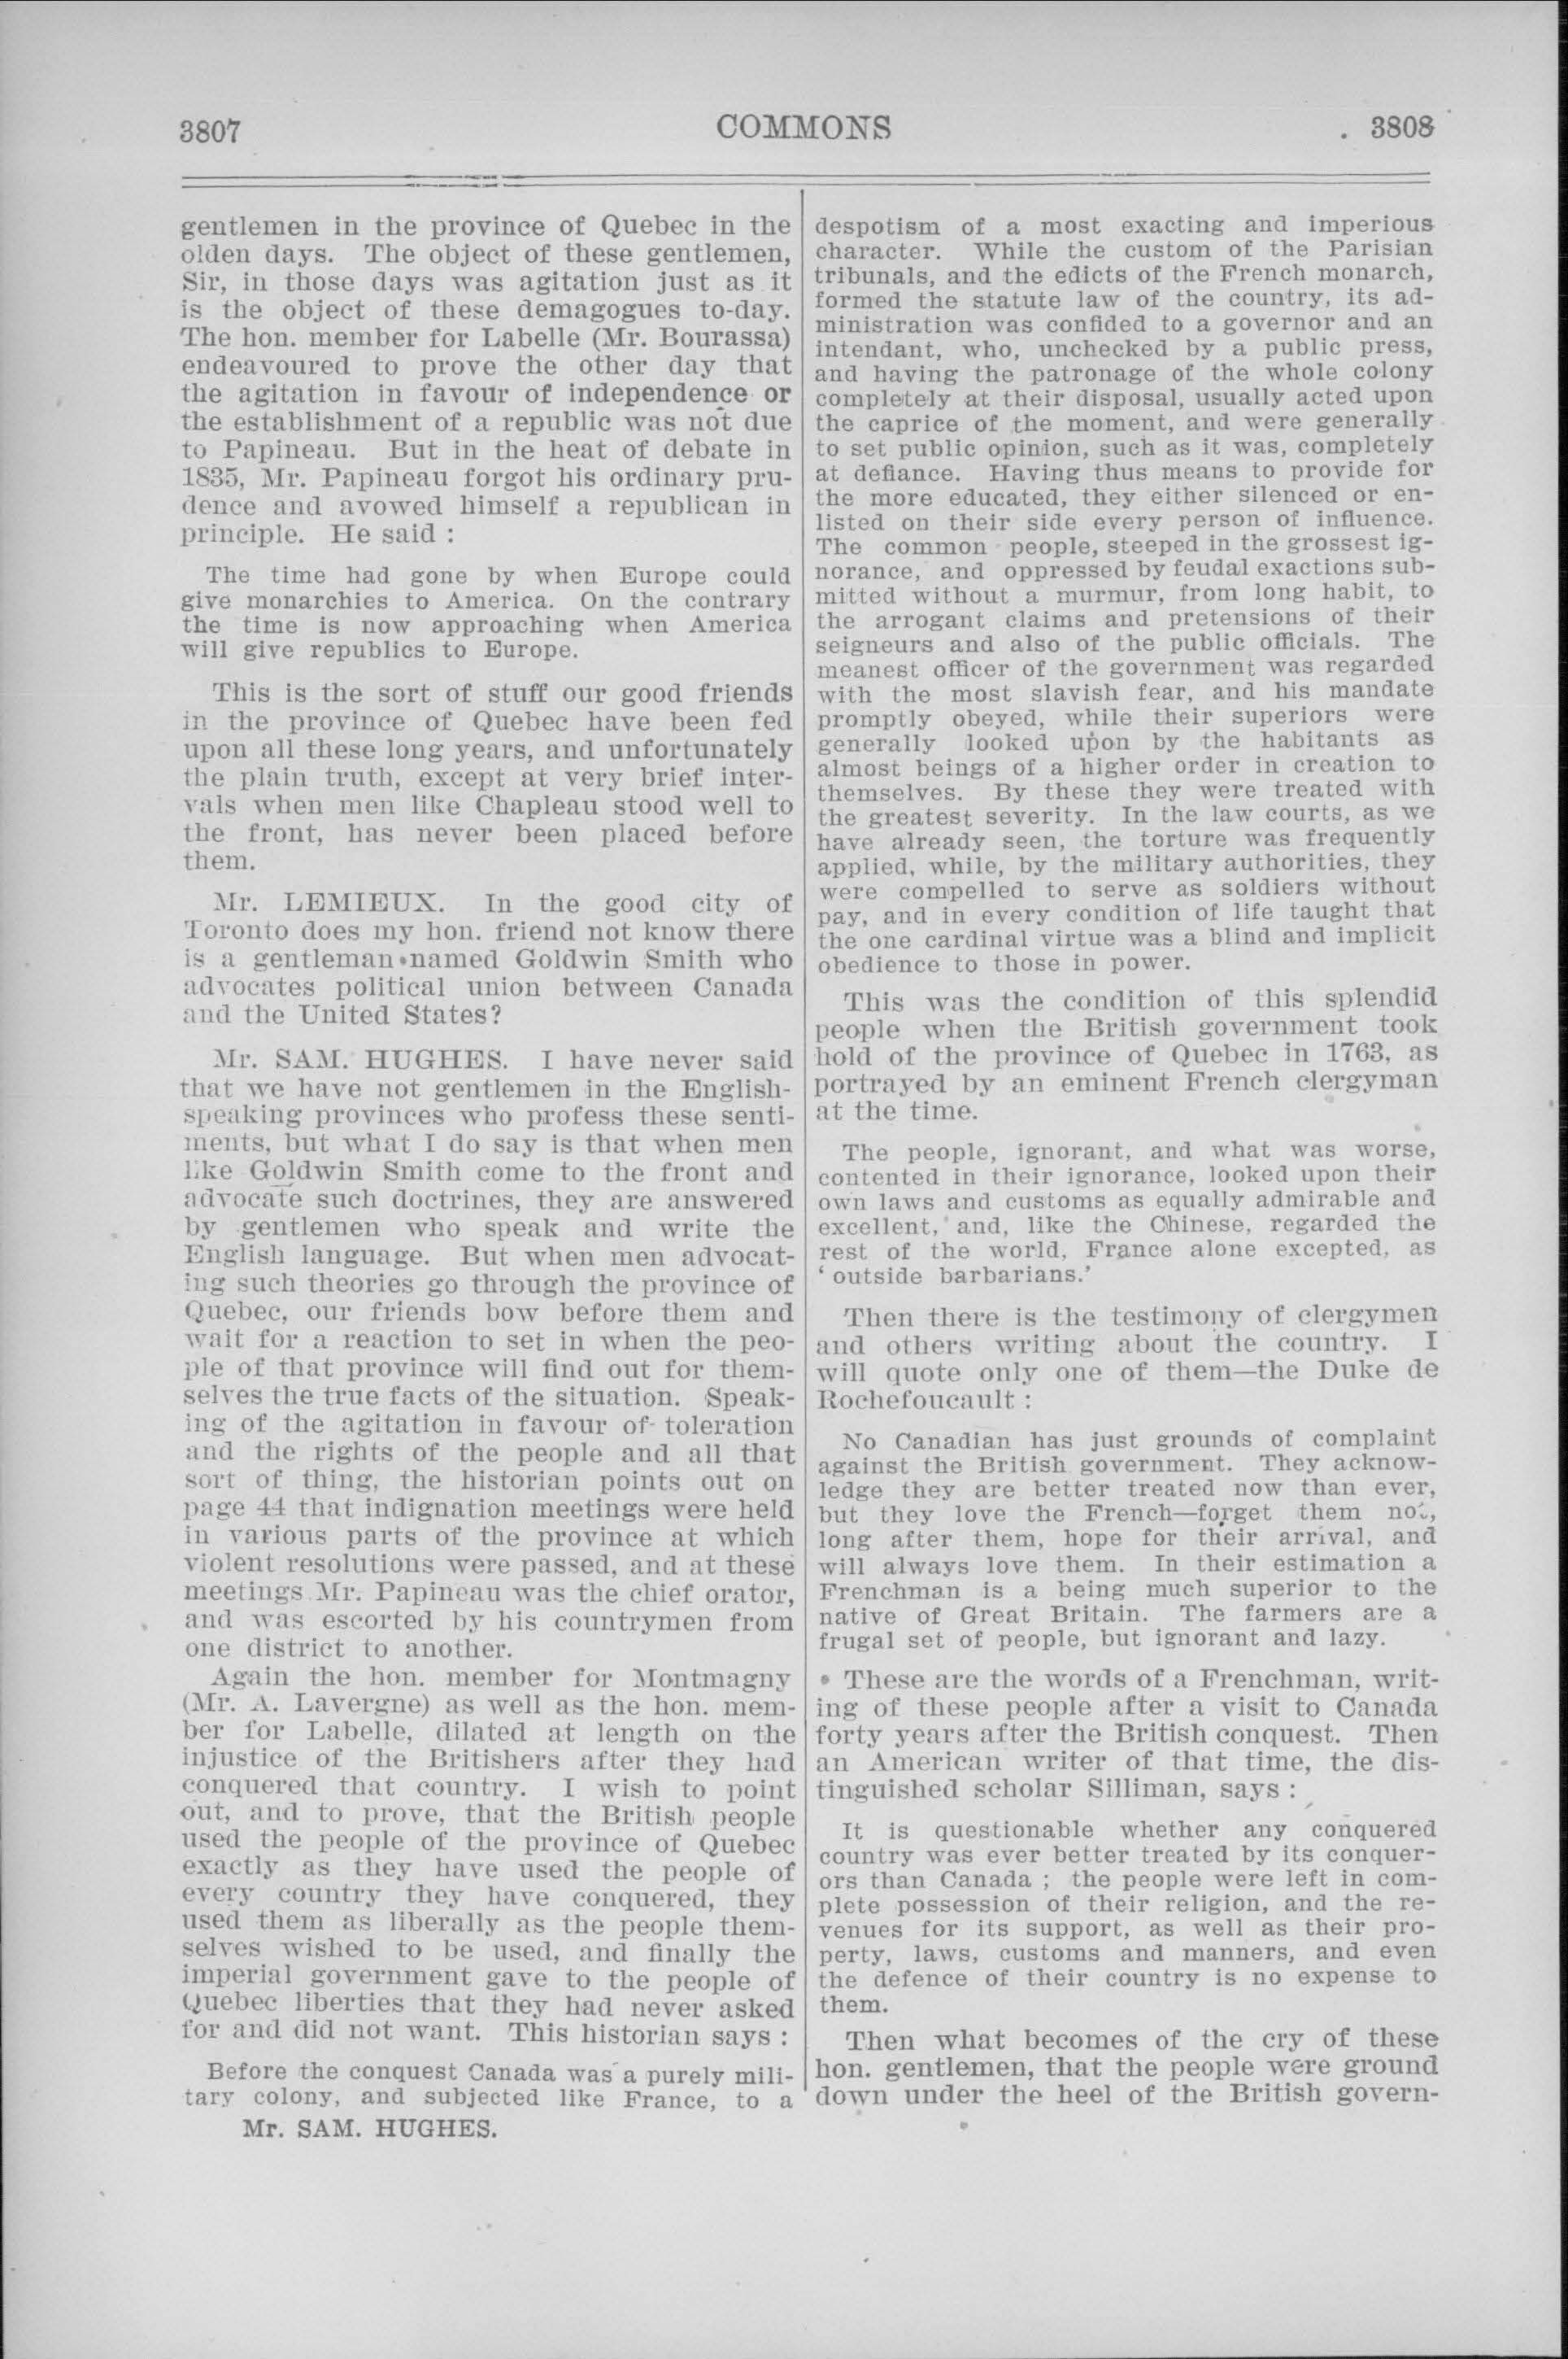 3807
COMMONS
3808
gentlemen in the province of Quebec in the
olden days. The object of these gentlemen,
Sir, in those days was agitation just as it
is the object of these demagogues to-day.
The hon. member for Labelle (Mr. Bourassa)
endeavoured to prove the other day that
the agitation in favour of independence or
the establishment of a republic was not due
to Papineau. But in the heat of debate in
1835, Mr. Papineau forgot his ordinary pru-
dence and avowed himself a republican in
principle. He said :
The time had gone by when Europe could
give monarchies to America. On the contrary
the time is now approaching when America
will give republics to Europe.
This is the sort of stuff our good friends
in the province of Quebec have been fed
upon all these long years, and unfortunately
the plain truth, except at very brief inter-
vals when men like Chapleau stood well to
the front, has never been placed before
them.
Mr. LEMIEUX. In the good city of
Toronto does my hon. friend not know there
is a gentleman named Goldwin Smith who
advocates political union between Canada
and the United States?
Mr. SAM. HUGHES. I have never said
that we have not gentlemen in the English-
speaking provinces who profess these senti-
ments, but what I do say is that when men
like Goldwin Smith come to the front and
advocate such doctrines, they are answered
by gentlemen who speak and write the
English language. But when men advocat-
ing such theories go through the province of
Quebec, our friends bow before them and
wait for a reaction to set in when the peo-
ple of that province will find out for them-
selves the true facts of the situation. Speak-
ing of the agitation in favour of toleration
and the rights of the people and all that
sort of thing, the historian points out on
page 44 that indignation meetings were held
in various parts of the province at which
violent resolutions were passed, and at these
meetings Mr. Papineau was the chief orator,
and was escorted by his countrymen from
one district to another.
Again the hon. member for Montmagny
(Mr. A. Lavergne) as well as the hon. mem-
ber for Labelle, dilated at length on the
injustice of the Britishers after they had
conquered that country. I wish to point
out, and to prove, that the British people
used the people of the province of Quebec
exactly as they have used the people of
every country they have conquered, they
used them as liberally as the people them-
selves wished to be used, and finally the
imperial government gave to the people of
Quebec liberties that they had never asked
for and did not want. This historian says :
Before the conquest Canada was a purely mili-
tary colony, and subjected like France, to a
Mr. SAM. HUGHES.
despotism of a most exacting and imperious
character. While the custom of the Parisian
tribunals, and the edicts of the French monarch,
formed the statute law of the country, its ad-
ministration was confided to a governor and an
intendant, who, unchecked by a public press,
and having the patronage of the whole colony
completely at their disposal, usually acted upon
the caprice of the moment, and were generally
to set public opinion, such as it was, completely
at defiance. Having thus means to provide for
the more educated, they either silenced or en-
listed on their side every person of influence.
The common people, steeped in the grossest ig-
norance, and oppressed by feudal exactions sub-
mitted without a murmur, from long habit, to
the arrogant claims and pretensions of their
seigneurs and also of the public officials. The
meanest officer of the government was regarded
with the most slavish fear, and his mandate
promptly obeyed, while their superiors were
generally looked upon by the habitants as
almost beings of a higher order in creation to
themselves. By these they were treated with
the greatest severity. In the law courts, as we
have already seen, the torture was frequently
applied, while, by the military authorities, they
were compelled to serve as soldiers without
pay, and in every condition of life taught that
the one cardinal virtue was a blind and implicit
obedience to those in power.
This was the condition of this splendid
people when the British government took
hold of the province of Quebec in 1763, as
portrayed by an eminent French clergyman
at the time.
The people, ignorant, and what was worse,
contented in their ignorance, looked upon their
own laws and customs as equally admirable and
excellent, and, like the Chinese, regarded the
rest of the world, France alone excepted, as
‘ outside barbarians.’
Then there is the testimony of clergymen
and others writing about the country. I
will quote only one of them—the Duke de
Rochefoucault :
No Canadian has just grounds of complaint
against the British government. They acknow-
ledge they are better treated now than ever,
but they love the French—forget them not,
long after them, hope for their arrival, and
will always love them. In their estimation a
Frenchman is a being much superior to the
native of Great Britain. The farmers are a
frugal set of people, but ignorant and lazy.
These are the words of a Frenchman, writ-
ing of these people after a visit to Canada
forty years after the British conquest. Then
an American writer of that time, the dis-
tinguished scholar Silliman, says :
It is questionable whether any conquered
country was ever better treated by its conquer-
ors than Canada ; the people were left in com-
plete possession of their religion, and the re-
venues for its support, as well as their pro-
perty, laws, customs and manners, and even
the defence of their country is no expense to
them.
Then what becomes of the cry of these
hon. gentlemen, that the people were ground
down under the heel of the British govern-